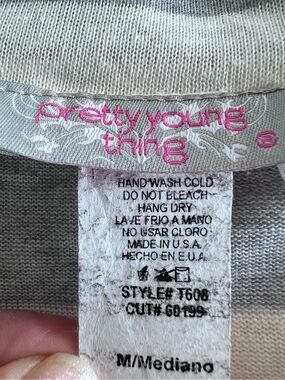 pretty young
thing ®
HAND WASH COLD
DO NOT BLEACH
HANG DRY
LAVE FRIO A MANO
NO USAR CLORO
MADE IN U.S.A.
HECHO EN E.U.A.
STYLE# T608
CUT# 60199
M/Mediano